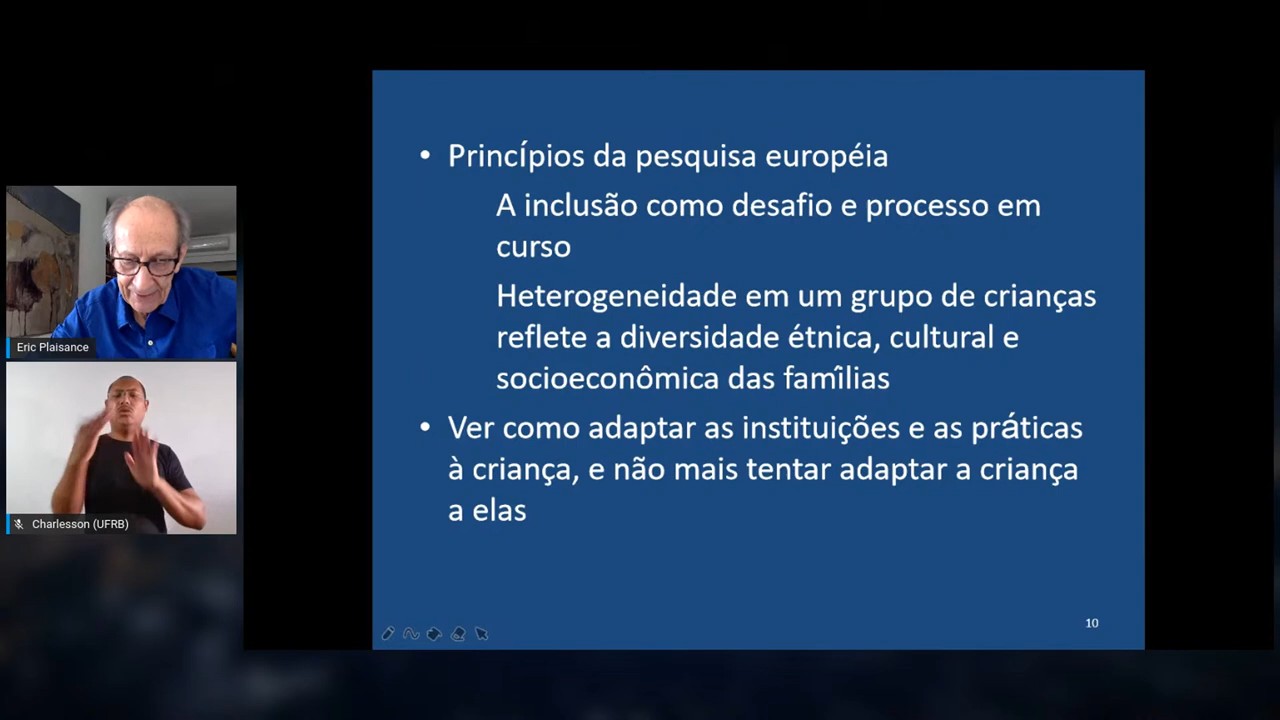 Eric Plaisance
Charlesson (UFRB)
• Princípios da pesquisa européia
A inclusão como desafio e processo em
curso
Heterogeneidade em um grupo de crianças
reflete a diversidade étnica, cultural e
socioeconômica das famîlias
• Ver como adaptar as instituições e as práticas
à criança, e não mais tentar adaptar a criança
a elas
10